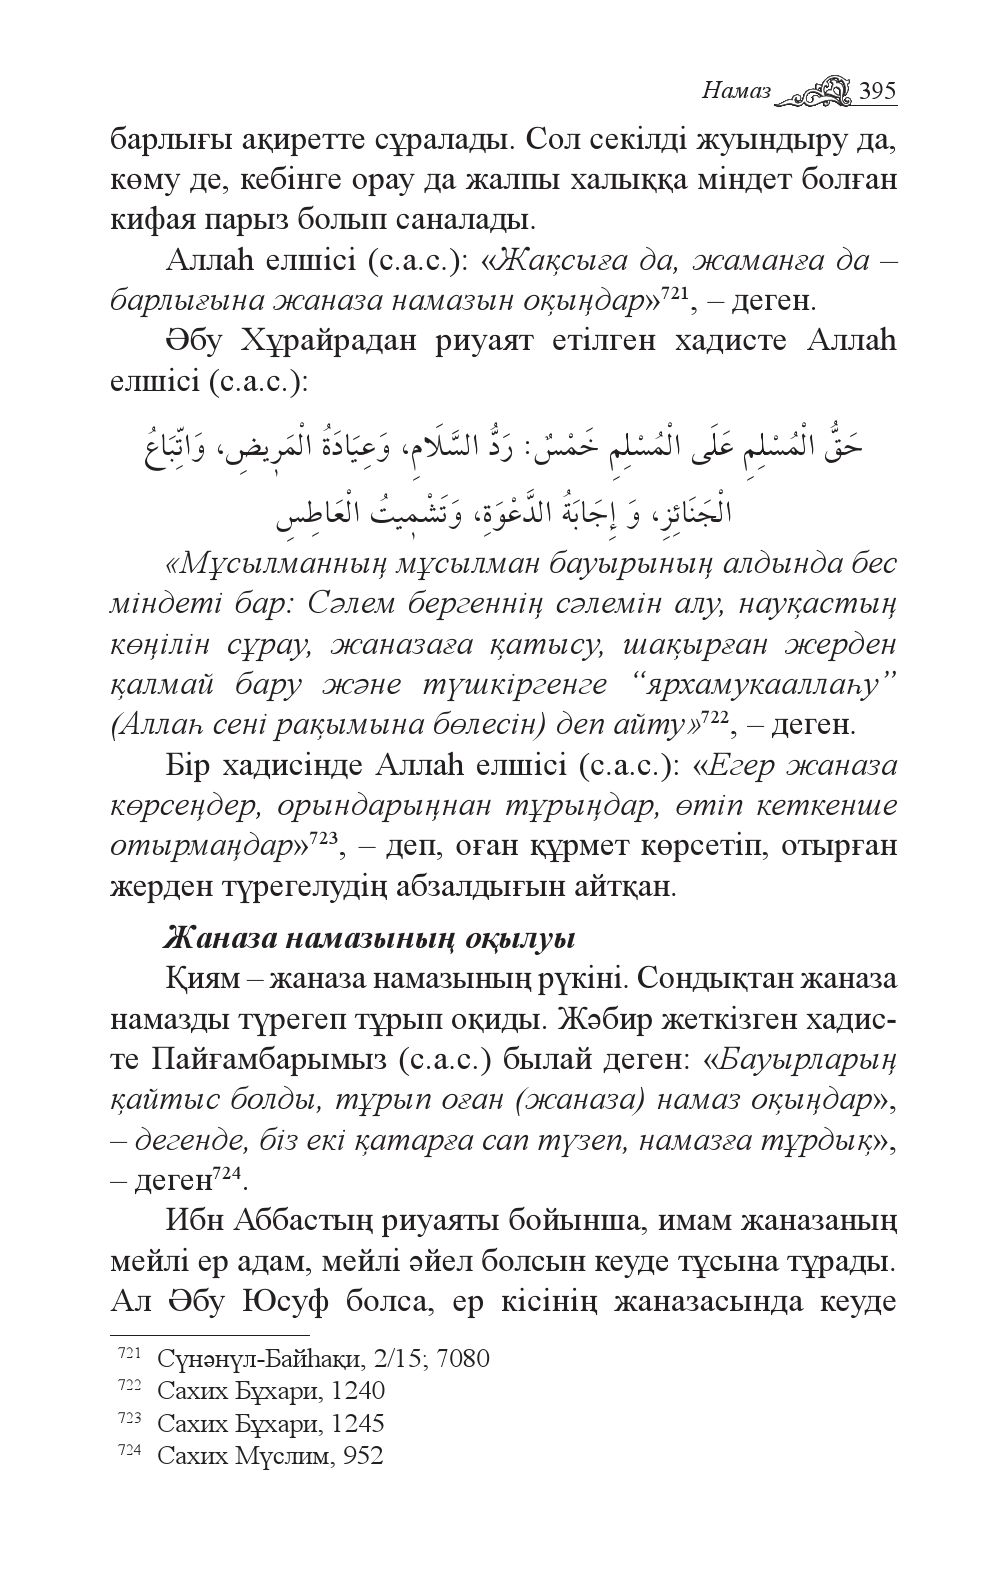 Намаз 395
барлығы ақиретте сұралады. Сол секілді жуындыру да,
көму де, кебінге орау да жалпы халыққа міндет болған
кифая парыз болып саналады.
Аллаһ елшісі (с.а.с.): «Жақсыға да, жаманға да –
барлығына жаназа намазын оқыңдар»⁷²¹, – деген.
Әбу Хұрайрадан риуаят етілген хадисте Аллаһ
елшісі (с.а.с.):
حَقُّ الْمُسْلِمِ عَلَى الْمُسْلِمِ خَمْسٌ: رَدُّ السَّلَامِ، وَعِيَادَةُ الْمَرِيضِ، وَاتِّبَاعُ
الْجَنَائِزِ، وَ إِجَابَةُ الدَّعْوَةِ، وَتَشْمِيتُ الْعَاطِسِ
«Мұсылманның мұсылман бауырының алдында бес
міндеті бар: Сәлем бергеннің сәлемін алу, науқастың
көңілін сұрау, жаназаға қатысу, шақырған жерден
қалмай бару және түшкіргенге “ярхамукааллаһу”
(Аллаһ сені рақымына бөлесін) деп айту»⁷²², – деген.
Бір хадисінде Аллаһ елшісі (с.а.с.): «Егер жаназа
көрсеңдер, орындарыңнан тұрыңдар, өтіп кеткенше
отырмаңдар»⁷²³, – деп, оған құрмет көрсетіп, отырған
жерден түрегелудің абзалдығын айтқан.
Жаназа намазының оқылуы
Қиям – жаназа намазының рүкіні. Сондықтан жаназа
намазды түрегеп тұрып оқиды. Жәбир жеткізген хадис-
те Пайғамбарымыз (с.а.с.) былай деген: «Бауырларың
қайтыс болды, тұрып оған (жаназа) намаз оқыңдар»,
– дегенде, біз екі қатарға сап түзеп, намазға тұрдық»,
– деген⁷²⁴.
Ибн Аббастың риуаяты бойынша, имам жаназаның
мейлі ер адам, мейлі әйел болсын кеуде тұсына тұрады.
Ал Әбу Юсуф болса, ер кісінің жаназасында кеуде
⁷²¹ Сүнәнүл-Байһақи, 2/15; 7080
⁷²² Сахих Бұхари, 1240
⁷²³ Сахих Бұхари, 1245
⁷²⁴ Сахих Мүслим, 952